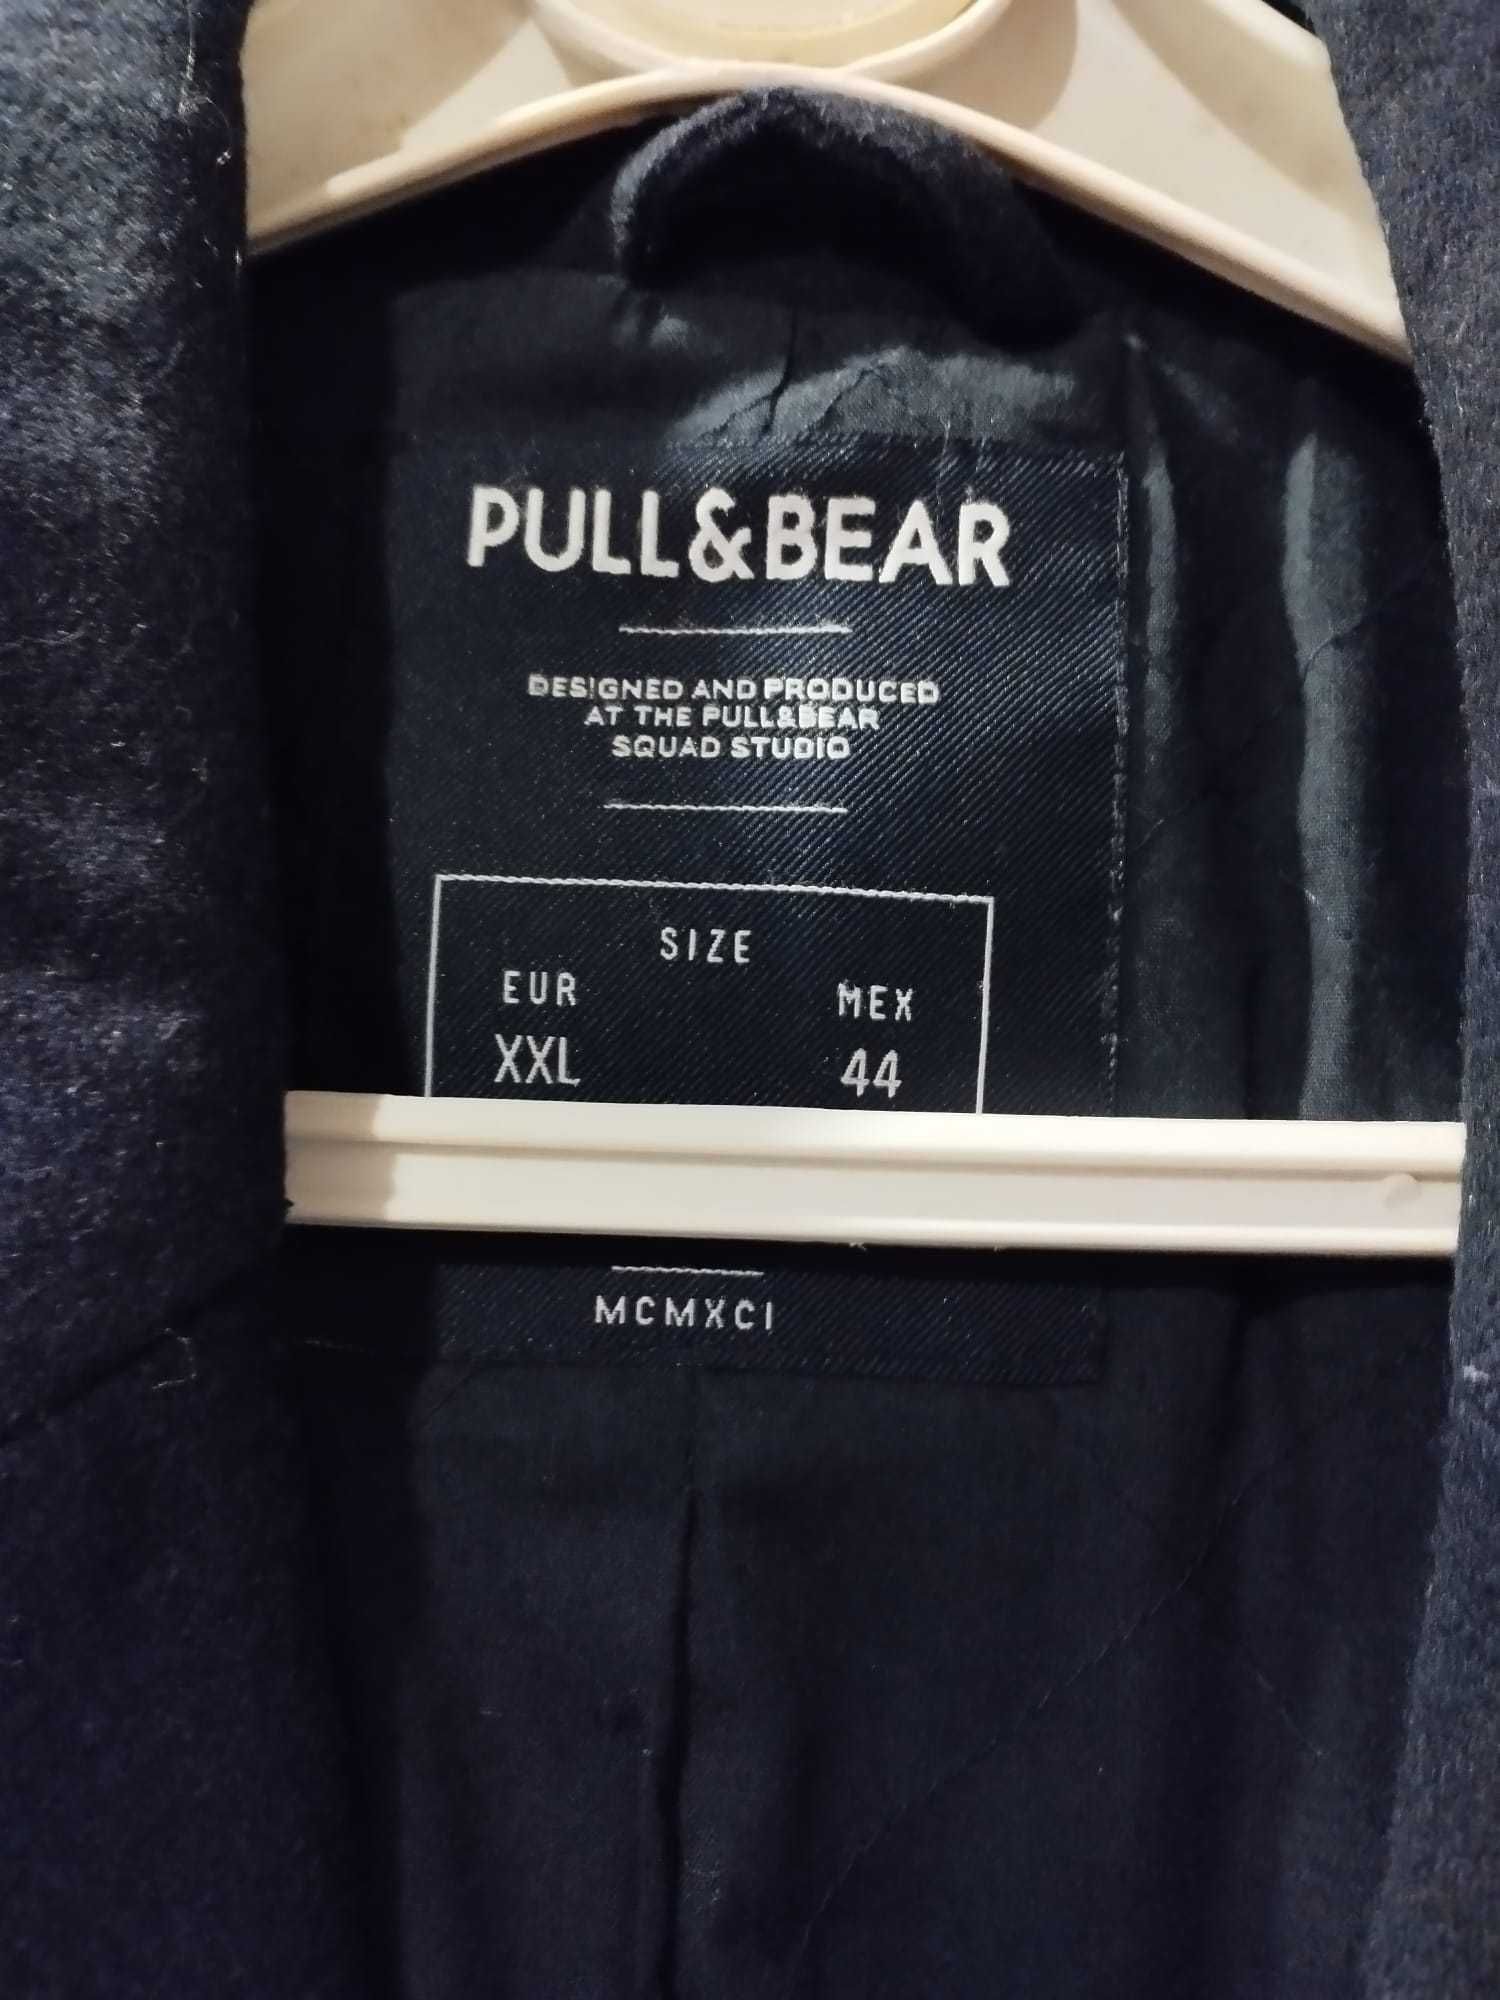 PULL&BEAR
DESIGNED AND PRODUCED
AT THE PULL&BEAR
SQUAD STUDIO
SIZE
EUR MEX
XXL 44
MCMXCI